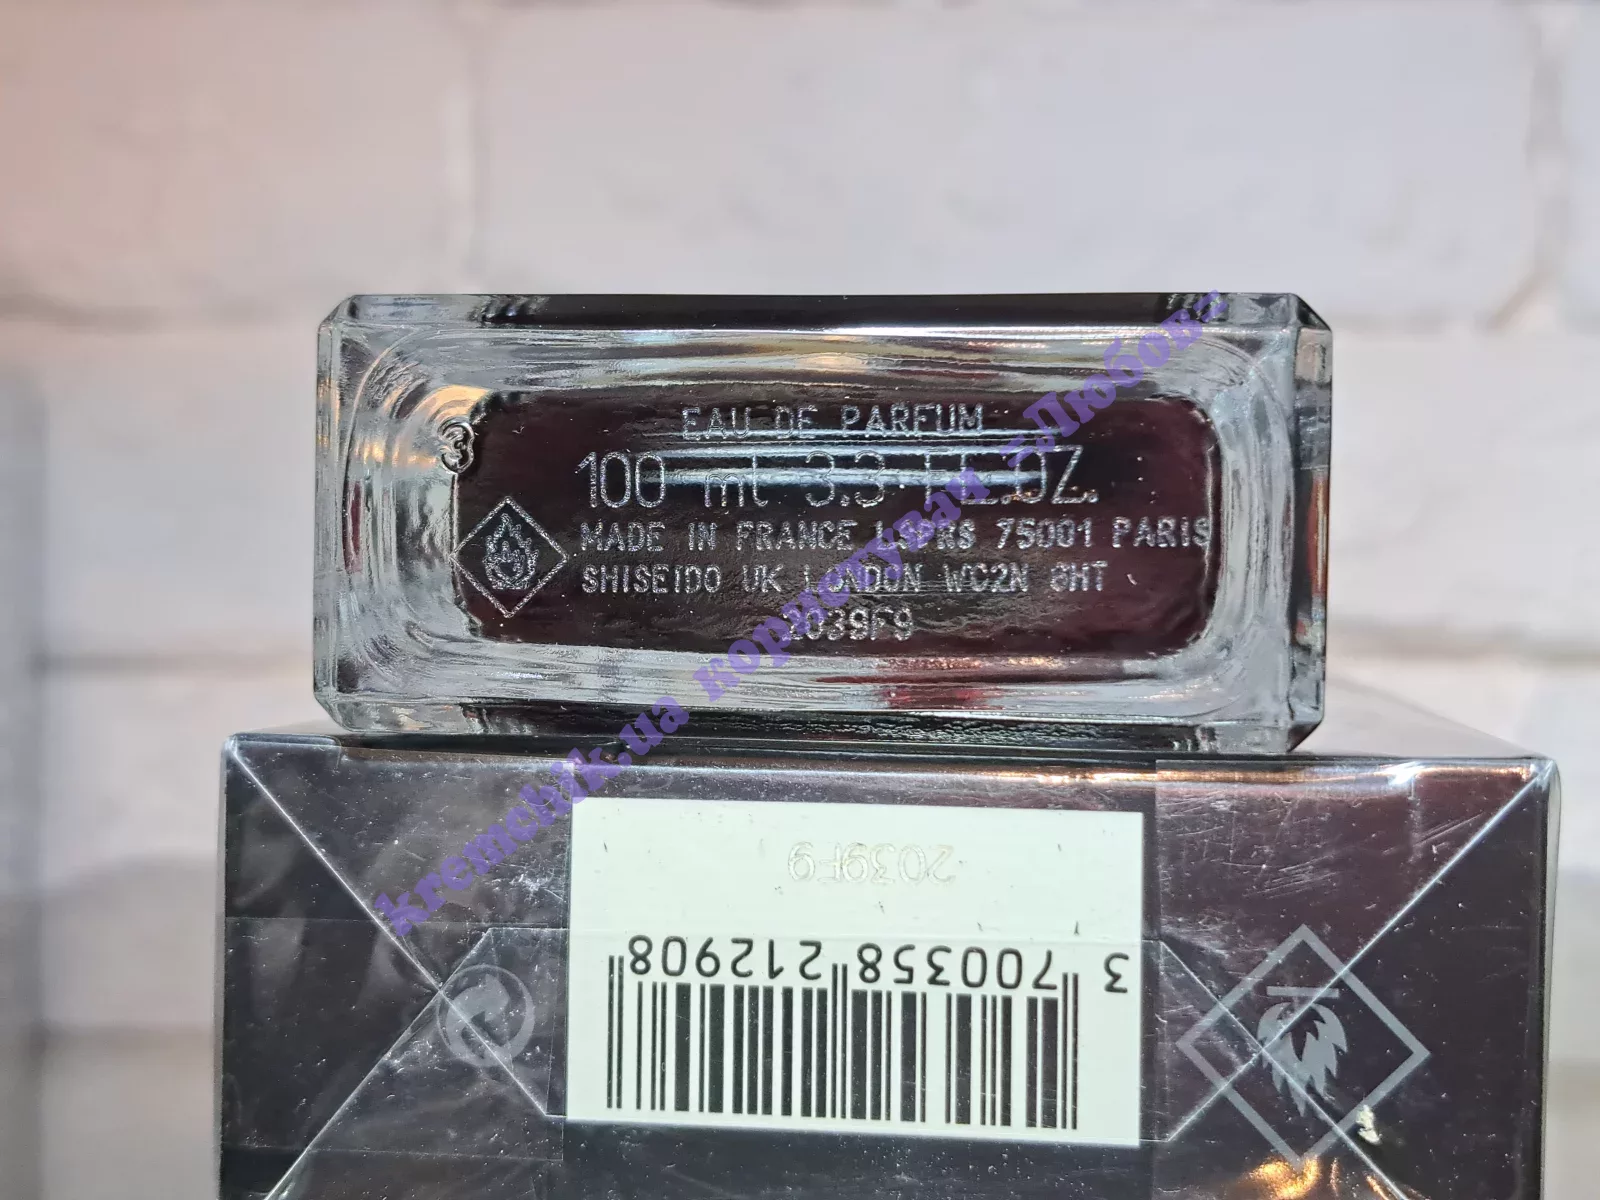 EAU DE PARFUM
100 ml 3.3 FL.OZ.
MADE IN FRANCE LSPRS 75001 PARIS
SHISEIDO UK LONDON WC2N 6HT
2039F9
3
2039F9
3 700358 212908
kremchik.ua користувач